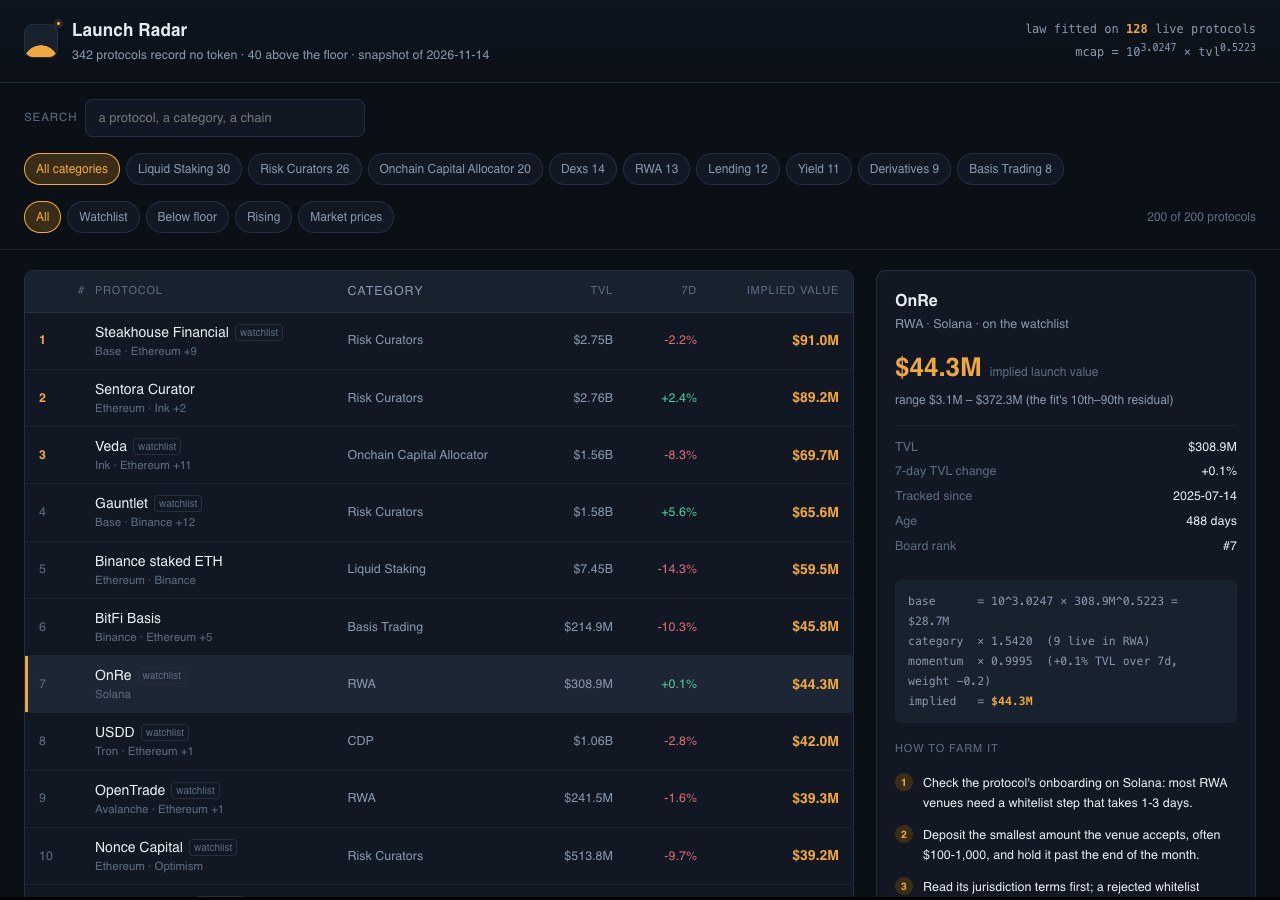 Launch Radar
342 protocols record no token · 40 above the floor · snapshot of 2026-11-14
law fitted on 128 live protocols
mcap = 10^3.0247 × tvl^0.5223
SEARCH a protocol, a category, a chain
All categories Liquid Staking 30 Risk Curators 26 Onchain Capital Allocator 20 Dexs 14 RWA 13 Lending 12 Yield 11 Derivatives 9 Basis Trading 8
All Watchlist Below floor Rising Market prices 200 of 200 protocols
# PROTOCOL CATEGORY TVL 7D IMPLIED VALUE
1 Steakhouse Financial watchlist Risk Curators $2.75B -2.2% $91.0M
Base · Ethereum +9
2 Sentora Curator Risk Curators $2.76B +2.4% $89.2M
Ethereum · Ink +2
3 Veda watchlist Onchain Capital Allocator $1.56B -8.3% $69.7M
Ink · Ethereum +11
4 Gauntlet watchlist Risk Curators $1.58B +5.6% $65.6M
Base · Binance +12
5 Binance staked ETH Liquid Staking $7.45B -14.3% $59.5M
Ethereum · Binance
6 BitFi Basis Basis Trading $214.9M -10.3% $45.8M
Binance · Ethereum +5
7 OnRe watchlist RWA $308.9M +0.1% $44.3M
Solana
8 USDD watchlist CDP $1.06B -2.8% $42.0M
Tron · Ethereum +1
9 OpenTrade watchlist RWA $241.5M -1.6% $39.3M
Avalanche · Ethereum +1
10 Nonce Capital watchlist Risk Curators $513.8M -9.7% $39.2M
Ethereum · Optimism
OnRe
RWA · Solana · on the watchlist
$44.3M implied launch value
range $3.1M – $372.3M (the fit's 10th–90th residual)
TVL $308.9M
7-day TVL change +0.1%
Tracked since 2025-07-14
Age 488 days
Board rank #7
base = 10^3.0247 × 308.9M^0.5223 =
$28.7M
category × 1.5420 (9 live in RWA)
momentum × 0.9995 (+0.1% TVL over 7d,
weight −0.2)
implied = $44.3M
HOW TO FARM IT
1 Check the protocol's onboarding on Solana: most RWA
venues need a whitelist step that takes 1-3 days.
2 Deposit the smallest amount the venue accepts, often
$100-1,000, and hold it past the end of the month.
3 Read its jurisdiction terms first; a rejected whitelist